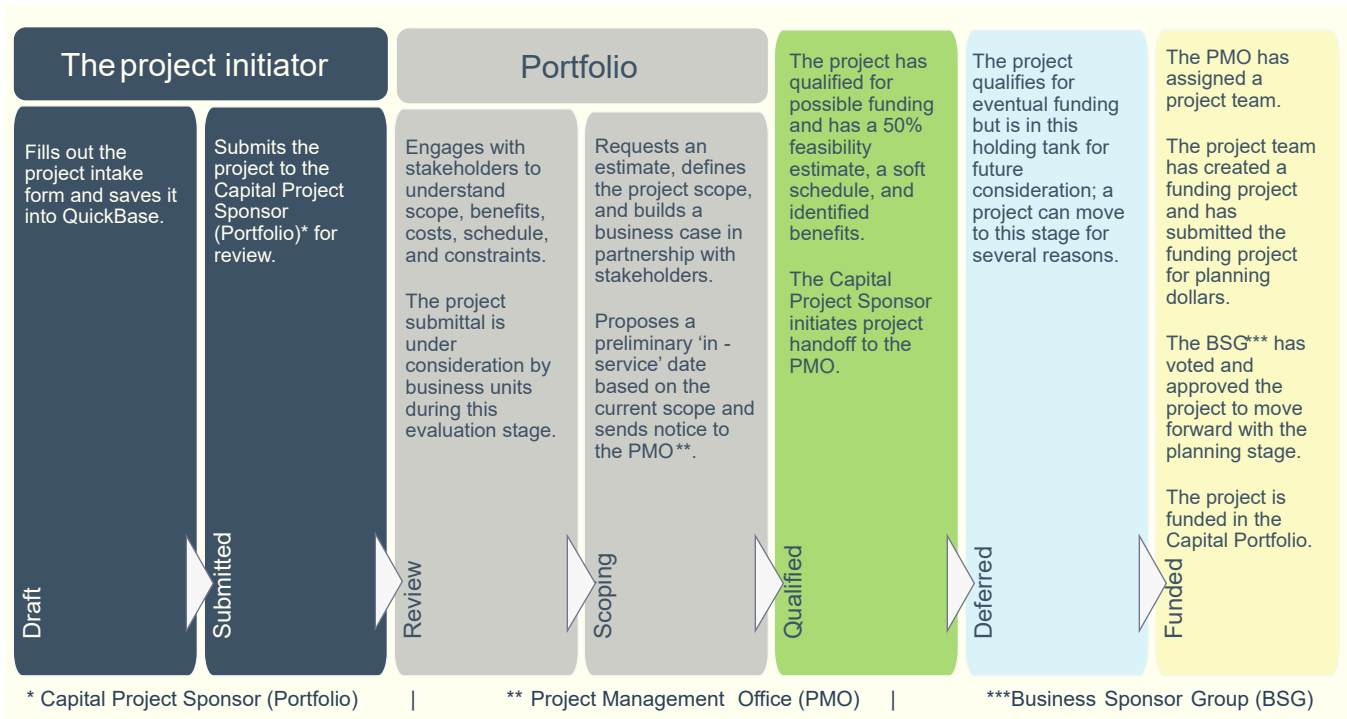 The project initiator
Portfolio
Fills out the
project intake
form and saves it
into QuickBase.
Draft
Submits the
project to the
Capital Project
Sponsor
(Portfolio)* for
review.
Submitted
Engages with
stakeholders to
understand
scope, benefits,
costs, schedule,
and constraints.
The project
submittal is
under
consideration by
business units
during this
evaluation stage.
Review
Requests an
estimate, defines
the project scope,
and builds a
business case in
partnership with
stakeholders.
Proposes a
preliminary ‘in -
service’ date
based on the
current scope and
sends notice to
the PMO**.
Scoping
The project has
qualified for
possible funding
and has a 50%
feasibility
estimate, a soft
schedule, and
identified
benefits.
The Capital
Project Sponsor
initiates project
handoff to the
PMO.
Qualified
The project
qualifies for
eventual funding
but is in this
holding tank for
future
consideration; a
project can move
to this stage for
several reasons.
Deferred
The PMO has
assigned a
project team.
The project team
has created a
funding project
and has
submitted the
funding project
for planning
dollars.
The BSG*** has
voted and
approved the
project to move
forward with the
planning stage.
The project is
funded in the
Capital Portfolio.
Funded
* Capital Project Sponsor (Portfolio) | ** Project Management Office (PMO) | ***Business Sponsor Group (BSG)